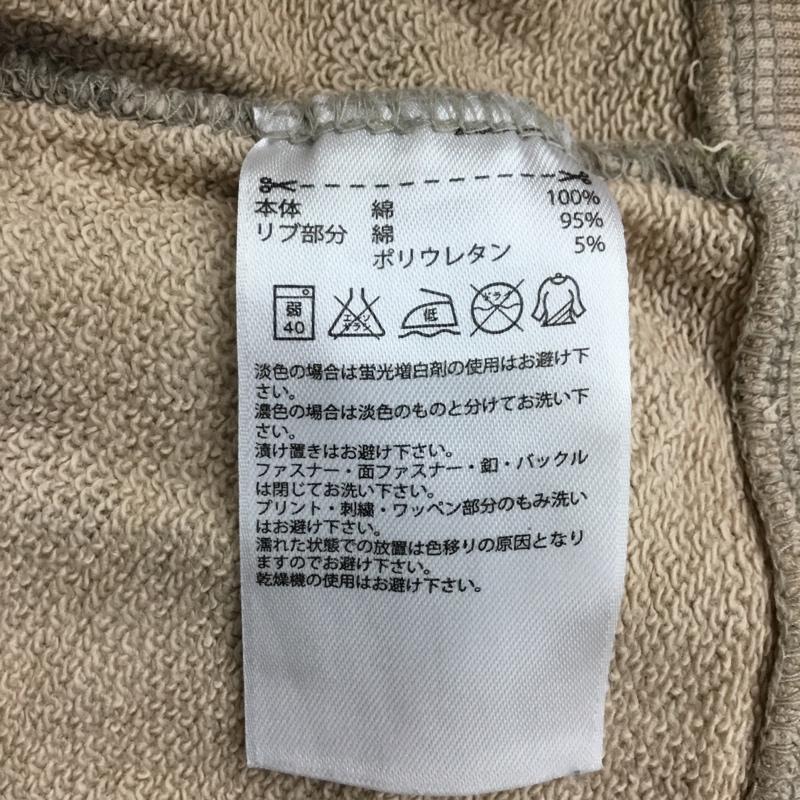 本体 綿 100%
リブ部分 綿 95%
ポリウレタン 5%
弱 40
エンソ サラシ
低
ドライ
淡色の場合は蛍光増白剤の使用はお避け下
さい。
濃色の場合は淡色のものと分けてお洗い下
さい。
漬け置きはお避け下さい。
ファスナー・面ファスナー・釦・バックル
は閉じてお洗い下さい。
プリント・刺繍・ワッペン部分のもみ洗い
はお避け下さい。
濡れた状態での放置は色移りの原因となり
ますのでお避け下さい。
乾燥機の使用はお避け下さい。